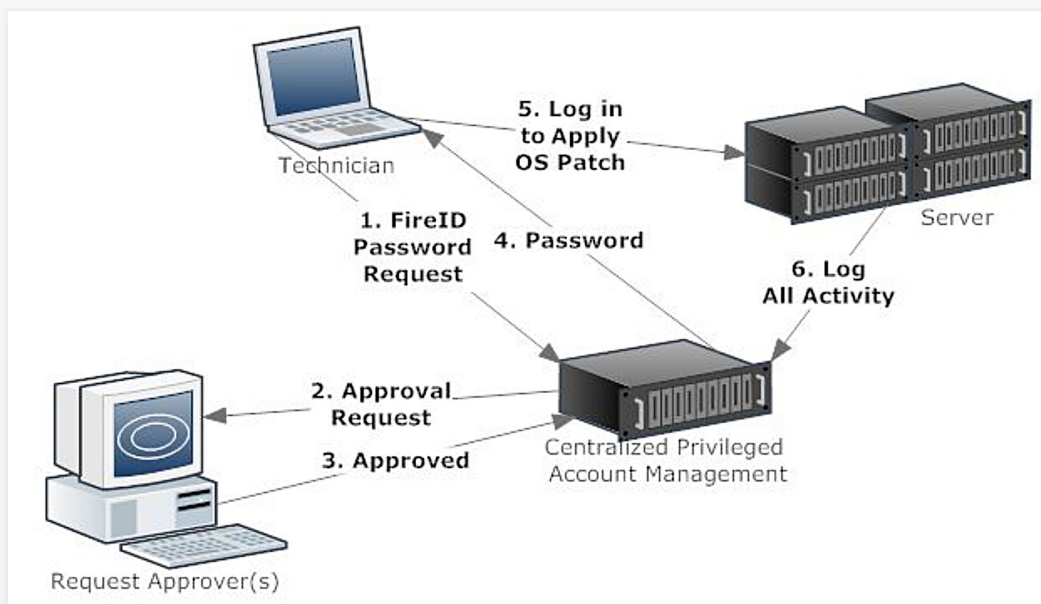 5. Log in
to Apply
OS Patch
Technician
Server
1. FireID
Password
Request
4. Password
6. Log
All Activity
2. Approval
Request
3. Approved
Centralized Privileged
Account Management
Request Approver(s)